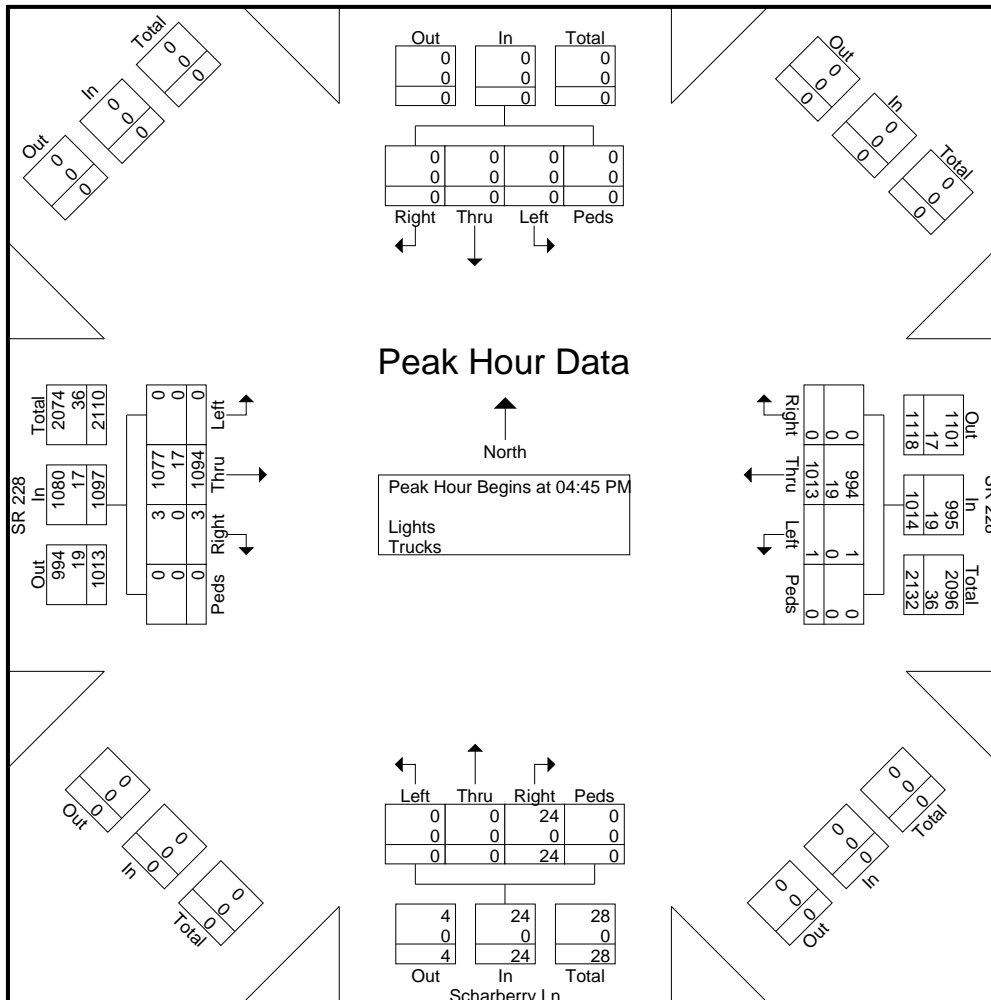 Out In Total
0 0 0
0 0 0
0 0 0
0 0 0 0
0 0 0 0
0 0 0 0
Right Thru Left Peds
Total
0
0
0
In
0
0
0
Out
0
0
0
Out
0
0
0
In
0
0
0
Total
0
0
0
Peak Hour Data
North
Peak Hour Begins at 04:45 PM
Lights
Trucks
SR 228
Total In Out
2074 1080 994
36 17 19
2110 1097 1013
0 1077 3 0
0 17 0 0
0 1094 3 0
Left Thru Right Peds
SR 228
Out In Total
1101 995 2096
17 19 36
1118 1014 2132
0 994 1 0
0 19 0 0
0 1013 1 0
Right Thru Left Peds
Left Thru Right Peds
0 0 24 0
0 0 0 0
0 0 24 0
4 24 28
0 0 0
4 24 28
Out In Total
Scharberry Ln
0
0
0
Out
0
0
0
In
0
0
0
Total
0
0
0
Total
0
0
0
In
0
0
0
Out